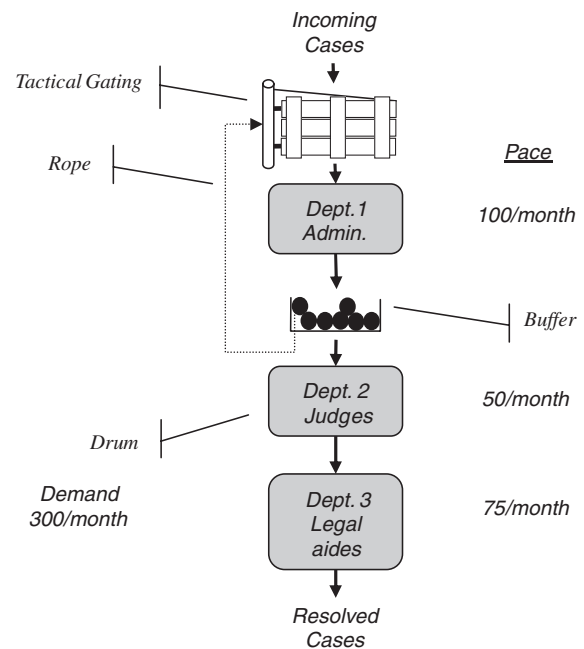 Incoming
Cases
Tactical Gating
Rope
Pace
Dept.1
Admin.
100/month
Buffer
Dept. 2
Judges
50/month
Drum
Demand
300/month
Dept. 3
Legal
aides
75/month
Resolved
Cases